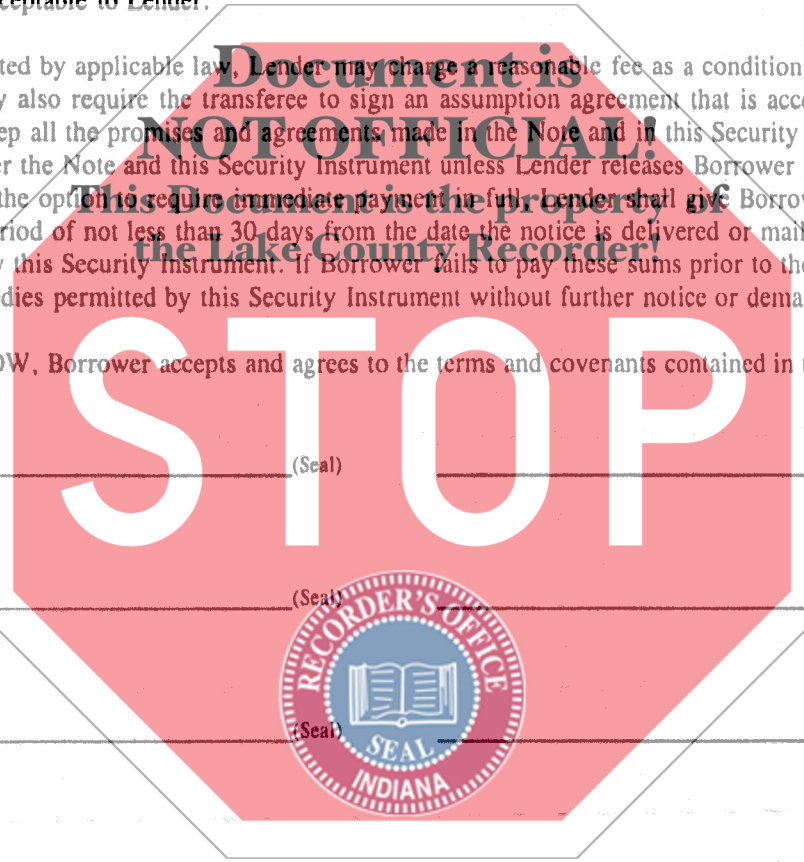 ceptable to Lender.
ted by applicable law, Lender may charge a reasonable fee as a condition
y also require the transferee to sign an assumption agreement that is acce
ep all the promises and agreements made in the Note and in this Security
er the Note and this Security Instrument unless Lender releases Borrower
the option to require immediate payment in full, Lender shall give Borrow
riod of not less than 30 days from the date the notice is delivered or mail
y this Security Instrument. If Borrower fails to pay these sums prior to the
dies permitted by this Security Instrument without further notice or dema
OW, Borrower accepts and agrees to the terms and covenants contained in t
(Seal)
(Seal)
(Seal)
Document is
NOT OFFICIAL!
This Document is the property of
the Lake County Recorder!
STOP
RECORDER'S OFFICE
SEAL
INDIANA